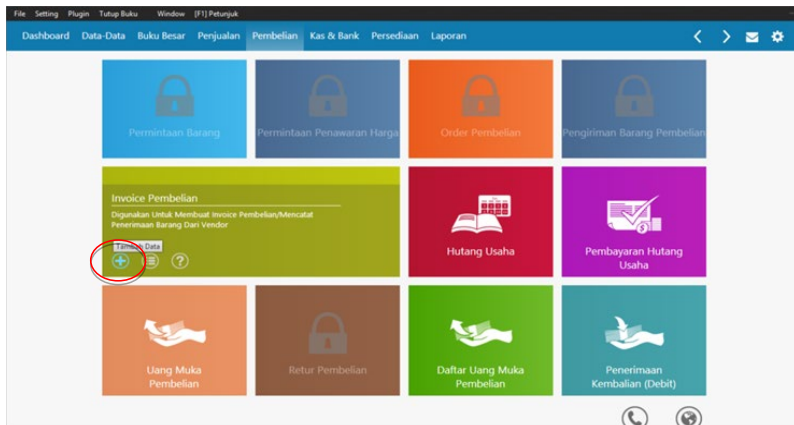 File Setting Plugin Tutup Buku Window [F1] Petunjuk
Dashboard Data-Data Buku Besar Penjualan Pembelian Kas & Bank Persediaan Laporan
Permintaan Barang
Permintaan Penawaran Harga
Order Pembelian
Pengiriman Barang Pembelian
Invoice Pembelian
Digunakan Untuk Membuat Invoice Pembelian/Mencatat
Penerimaan Barang Dari Vendor
Tambah Data
Hutang Usaha
Pembayaran Hutang
Usaha
Uang Muka
Pembelian
Retur Pembelian
Daftar Uang Muka
Pembelian
Penerimaan
Kembalian (Debit)